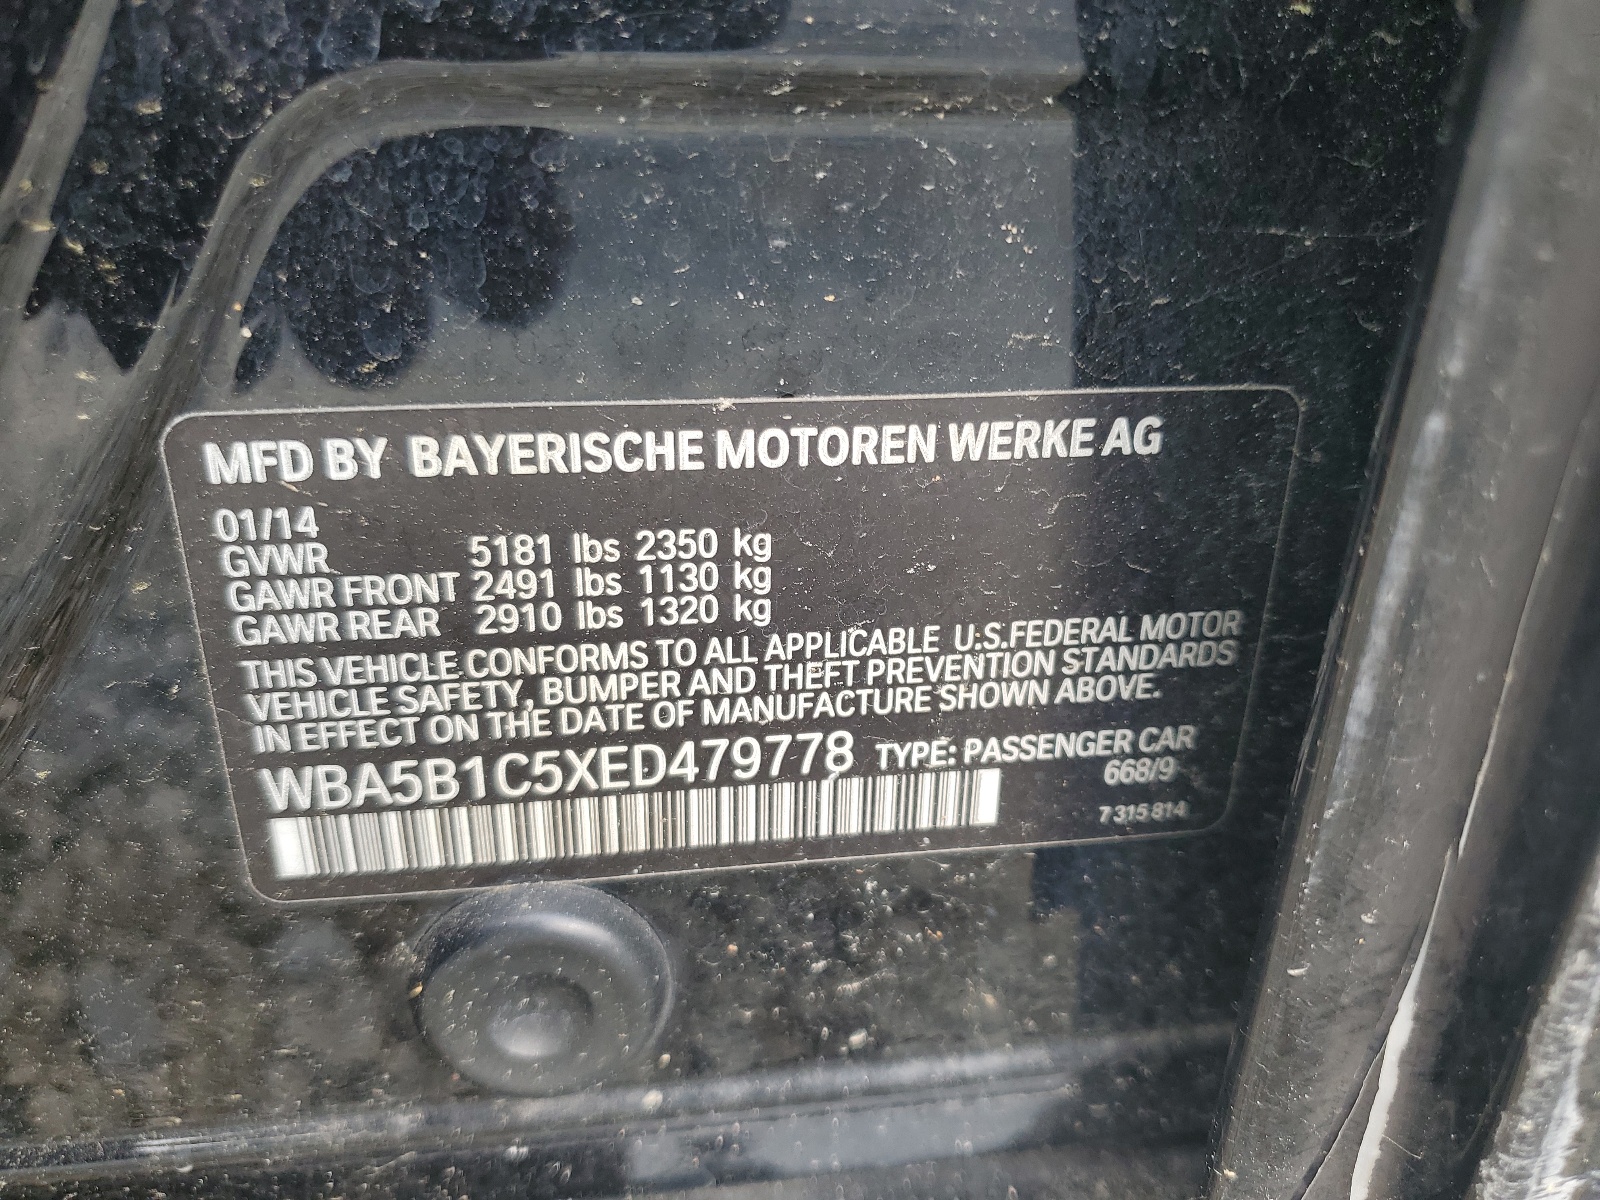 MFD BY BAYERISCHE MOTOREN WERKE AG
01/14
GVWR 5181 lbs 2350 kg
GAWR FRONT 2491 lbs 1130 kg
GAWR REAR 2910 lbs 1320 kg
THIS VEHICLE CONFORMS TO ALL APPLICABLE U.S.FEDERAL MOTOR
VEHICLE SAFETY, BUMPER AND THEFT PREVENTION STANDARDS
IN EFFECT ON THE DATE OF MANUFACTURE SHOWN ABOVE.
WBA5B1C5XED479778 TYPE: PASSENGER CAR
668/9
7 315 814